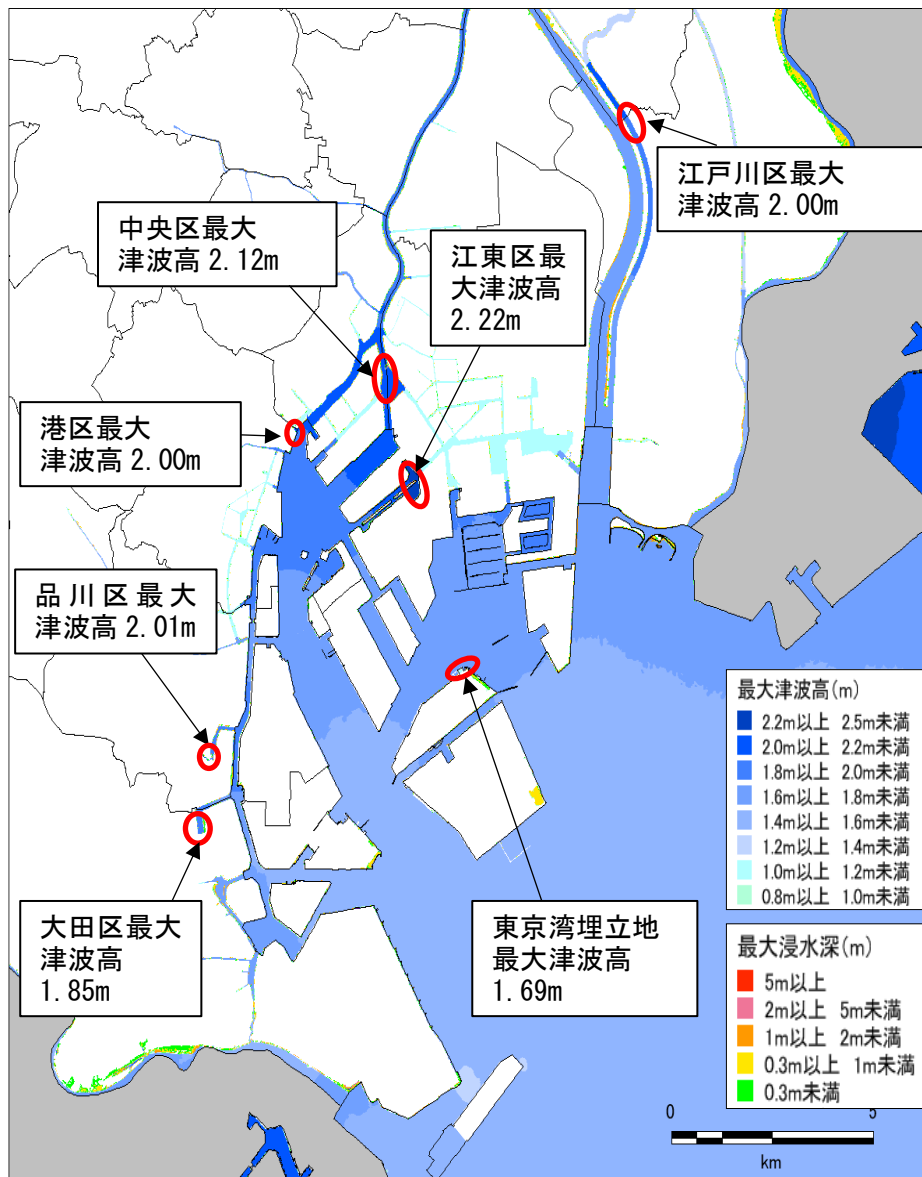 江戸川区最大
津波高 2.00m
中央区最大
津波高 2.12m
江東区最
大津波高
2.22m
港区最大
津波高 2.00m
品川区最大
津波高 2.01m
大田区最大
津波高
1.85m
東京湾埋立地
最大津波高
1.69m
最大津波高(m)
2.2m以上 2.5m未満
2.0m以上 2.2m未満
1.8m以上 2.0m未満
1.6m以上 1.8m未満
1.4m以上 1.6m未満
1.2m以上 1.4m未満
1.0m以上 1.2m未満
0.8m以上 1.0m未満
最大浸水深(m)
5m以上
2m以上 5m未満
1m以上 2m未満
0.3m以上 1m未満
0.3m未満
0 5
km